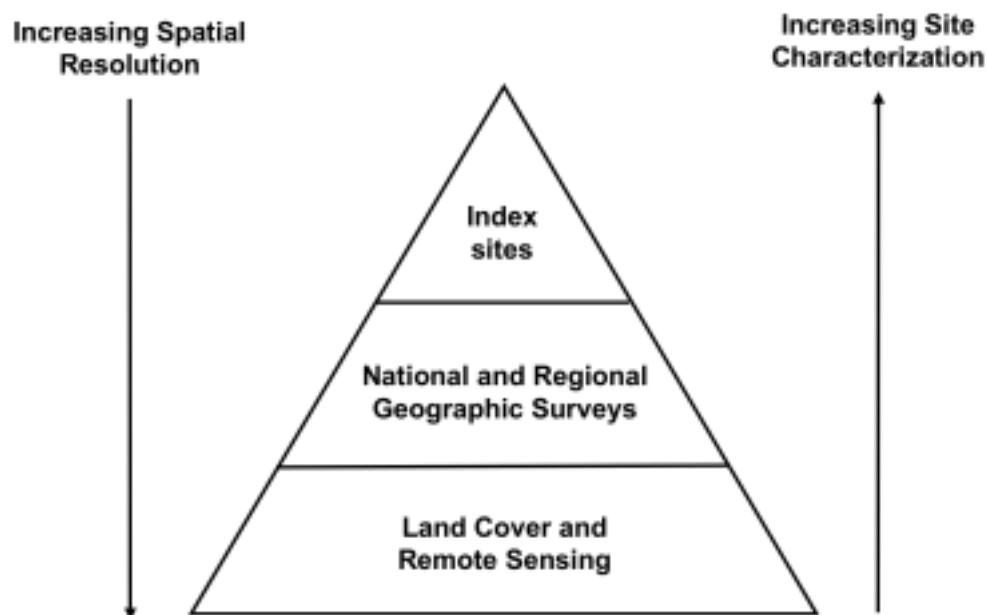 Increasing Spatial
Resolution
Increasing Site
Characterization
Index
sites
National and Regional
Geographic Surveys
Land Cover and
Remote Sensing